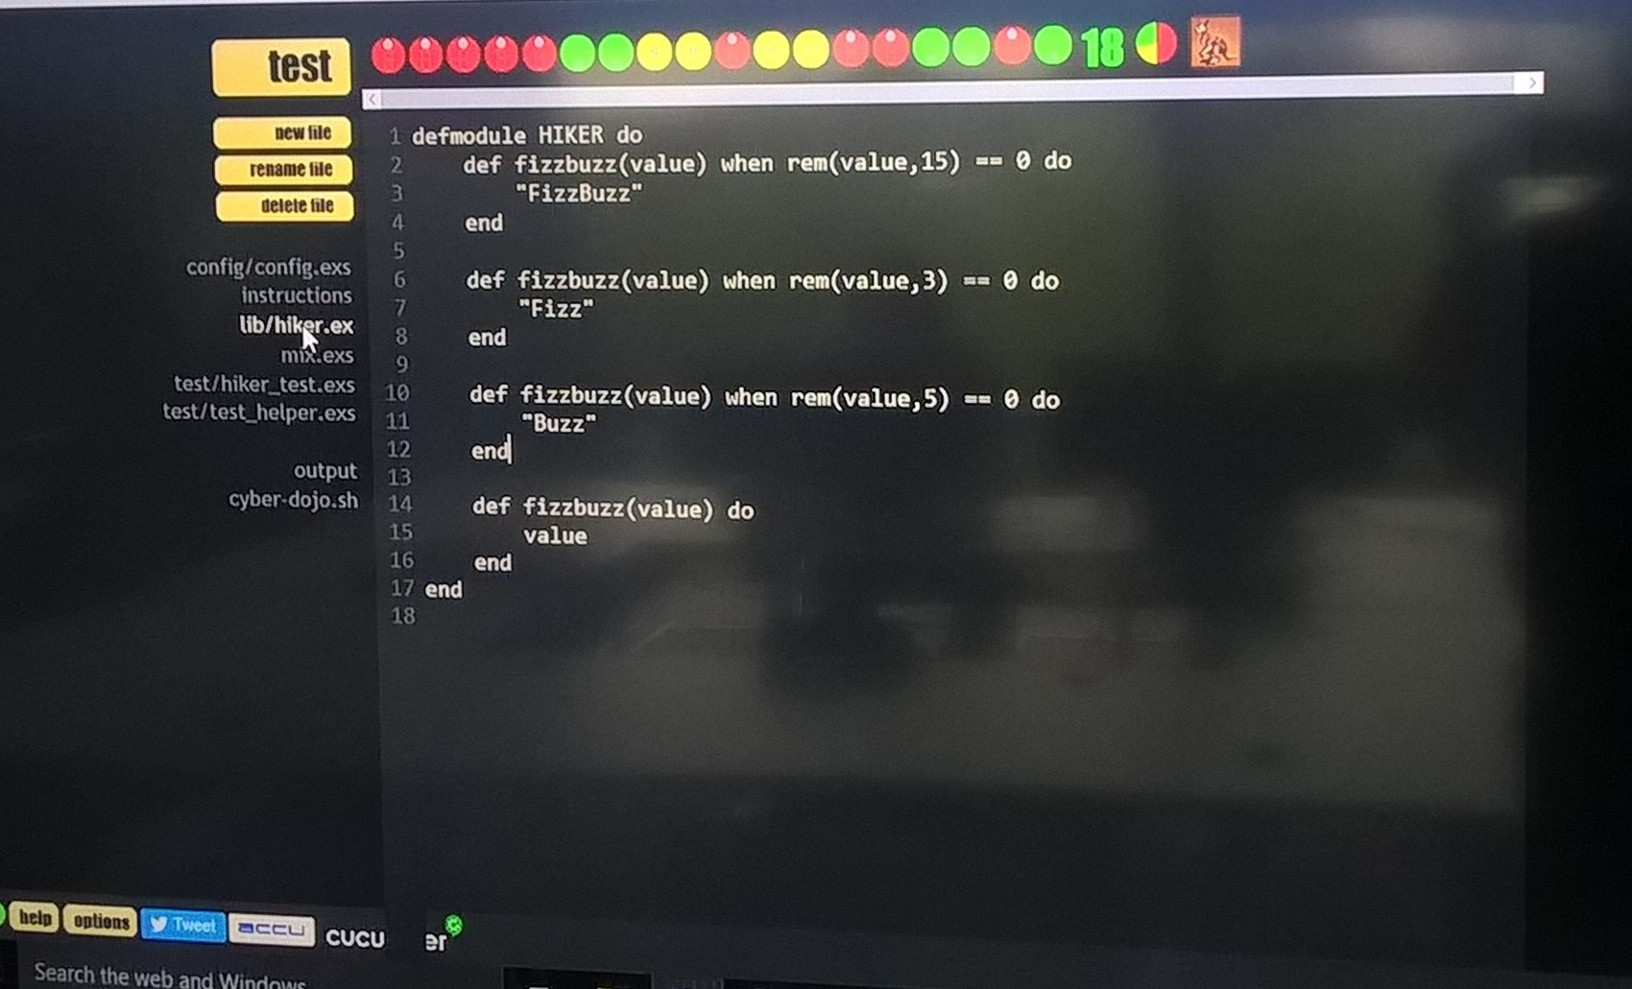 test
18
new file
rename file
delete file
config/config.exs
instructions
lib/hiker.ex
mix.exs
test/hiker_test.exs
test/test_helper.exs
output
cyber-dojo.sh
1 defmodule HIKER do
2 def fizzbuzz(value) when rem(value,15) == 0 do
3 "FizzBuzz"
4 end
5
6 def fizzbuzz(value) when rem(value,3) == 0 do
7 "Fizz"
8 end
9
10 def fizzbuzz(value) when rem(value,5) == 0 do
11 "Buzz"
12 end
13
14 def fizzbuzz(value) do
15 value
16 end
17 end
18
help options Tweet accu CUCU er
Search the web and Windows